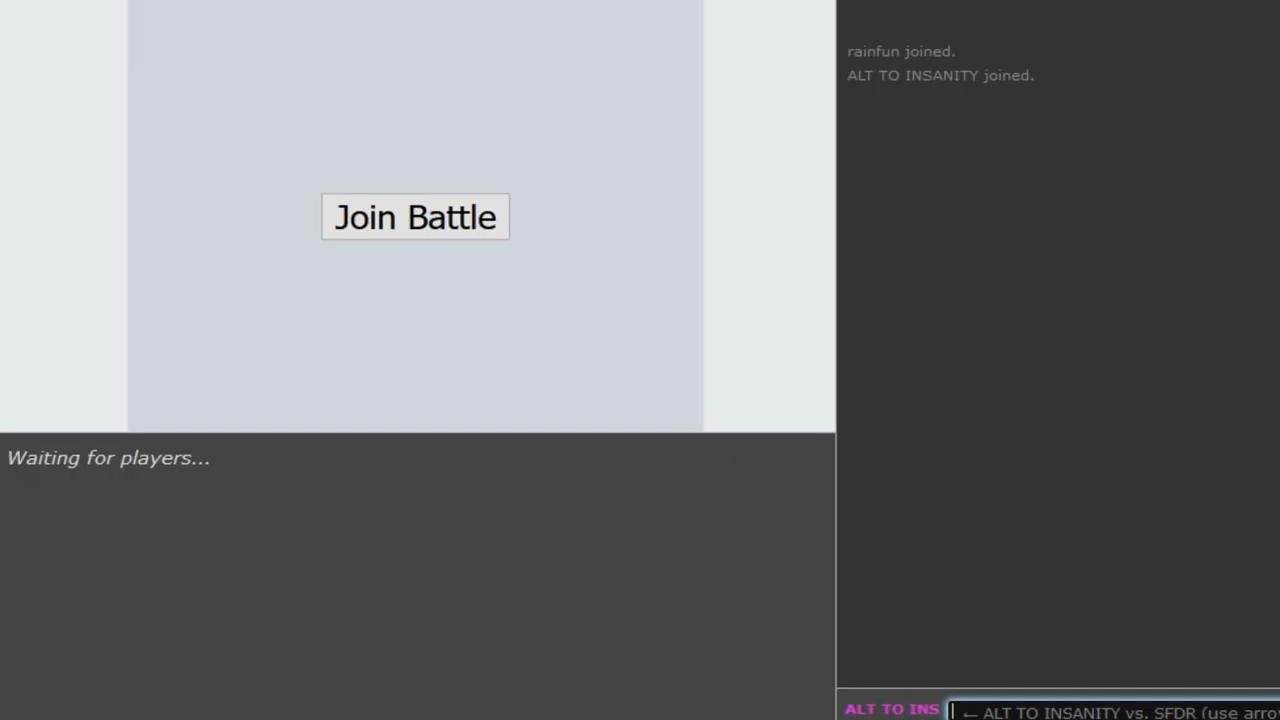 rainfun joined.
ALT TO INSANITY joined.
Join Battle
Waiting for players...
ALT TO INS
← ALT TO INSANITY vs. SFDR (use arro